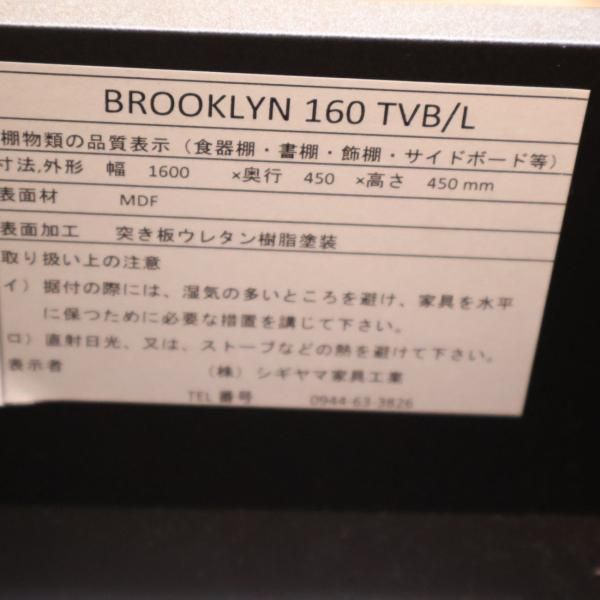 BROOKLYN 160 TVB/L
棚物類の品質表示（食器棚・書棚・飾棚・サイドボード等）
寸法,外形 幅 1600 ×奥行 450 ×高さ 450 mm
表面材 MDF
表面加工 突き板ウレタン樹脂塗装
取り扱い上の注意
イ）据付の際には、湿気の多いところを避け、家具を水平
に保つために必要な措置を講じて下さい。
ロ）直射日光、又は、ストーブなどの熱を避けて下さい。
表示者 （株）シギヤマ家具工業
TEL番号 0944-63-3826